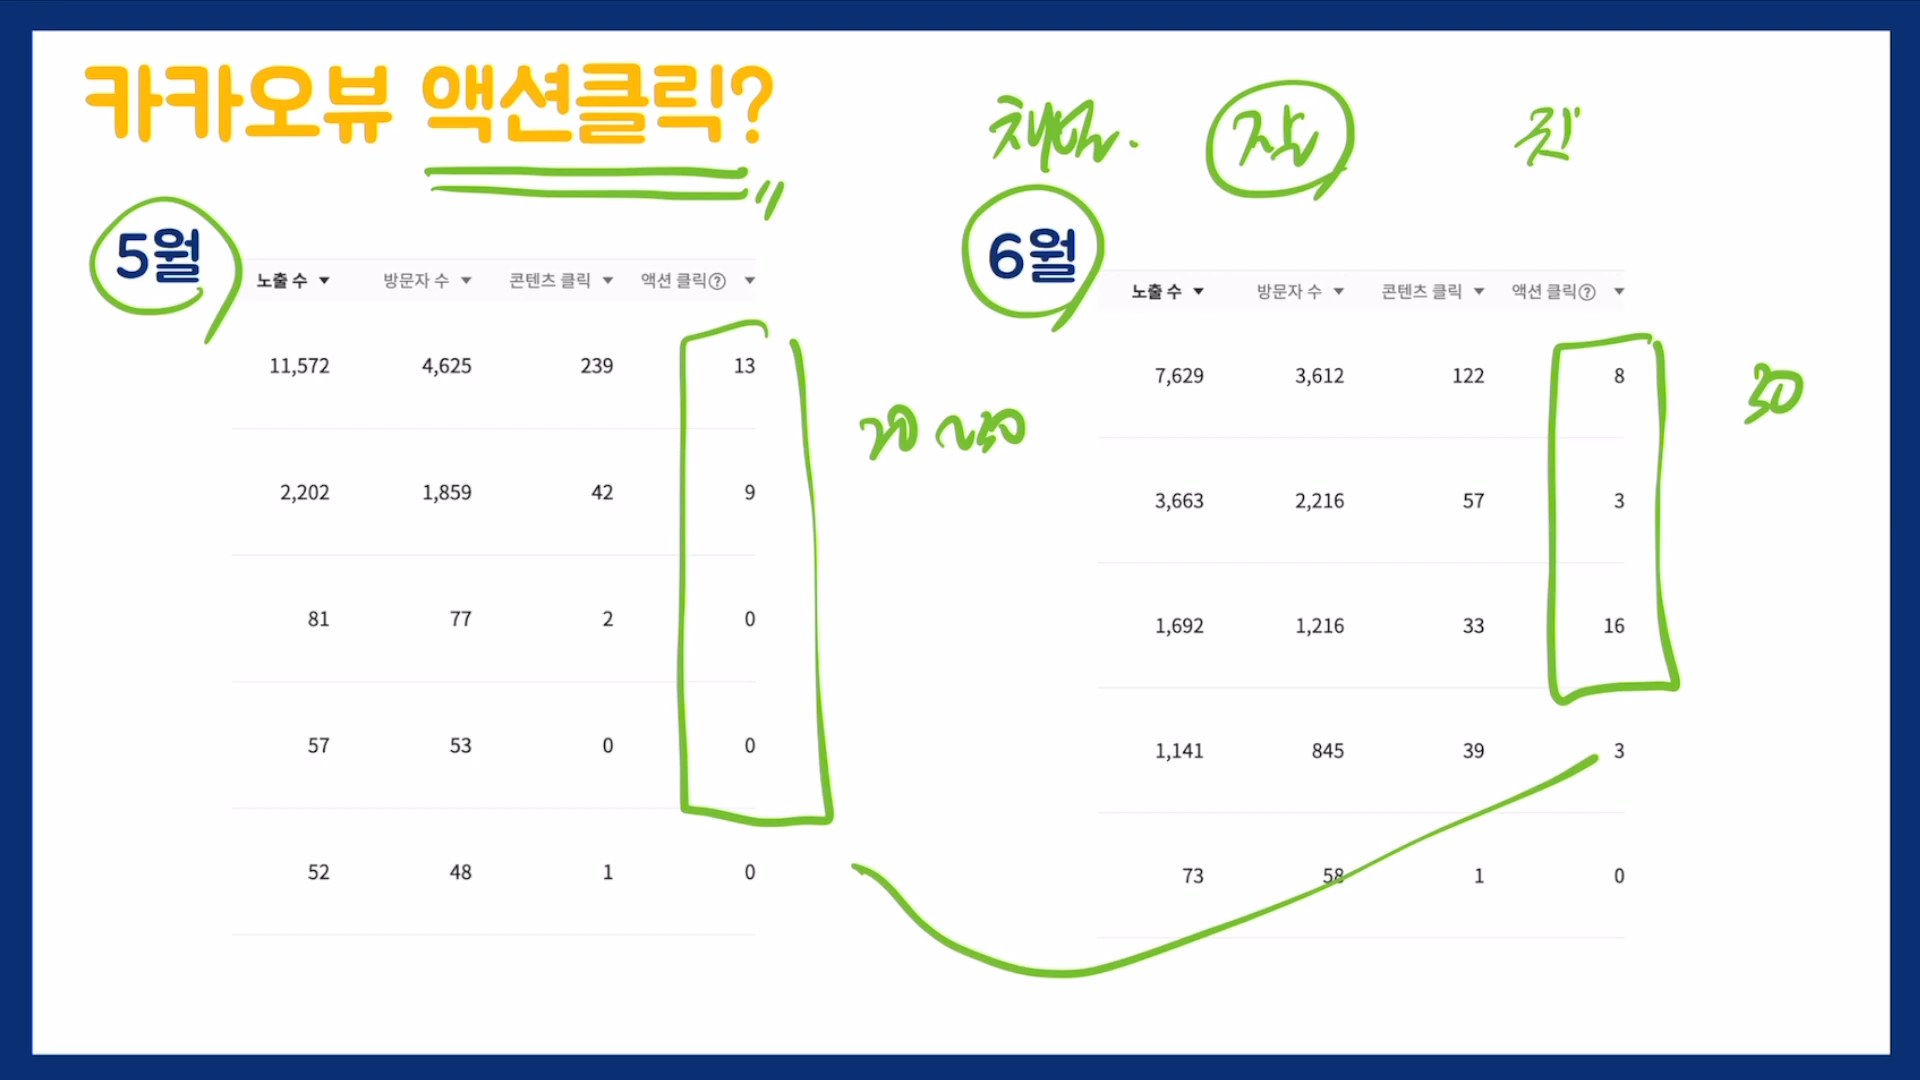 카카오뷰 액션클릭?
5월
노출 수 ▼ 방문자 수 ▼ 콘텐츠 클릭 ▼ 액션 클릭? ▼
11,572 4,625 239 13
2,202 1,859 42 9
81 77 2 0
57 53 0 0
52 48 1 0
20~30
6월
노출 수 ▼ 방문자 수 ▼ 콘텐츠 클릭 ▼ 액션 클릭? ▼
7,629 3,612 122 8
3,663 2,216 57 3
1,692 1,216 33 16
1,141 845 39 3
73 58 1 0
30